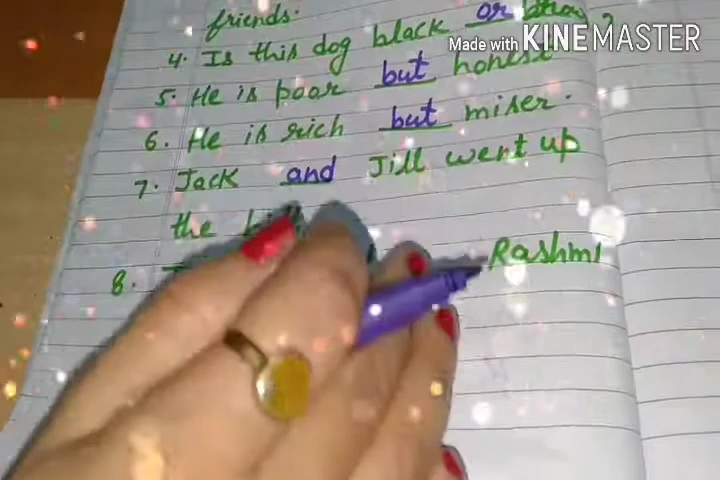 friends.
4. Is this dog black or
Made with KINEMASTER
5. He is poor but honest
6. He is rich but miser.
7. Jack and Jill went up
the
8. Rashmi